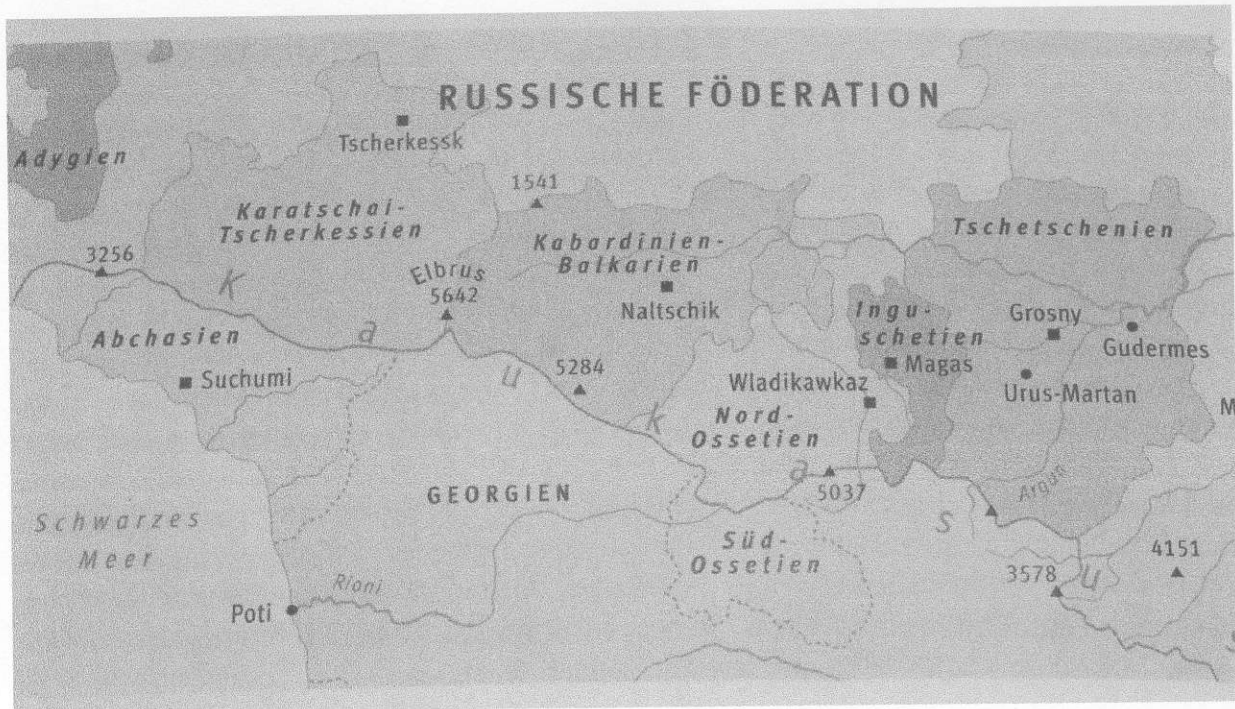 RUSSISCHE FÖDERATION
Tscherkessk
Adygien
1541
Karatschai-
Tscherkessien
Kabardinien-
Balkarien
Tschetschenien
3256
Elbrus
5642
Naltschik
Abchasien
Suchumi
Ingu-
schetien
Magas
Grosny
Gudermes
Urus-Martan
5284
Wladikawkaz
Nord-
Ossetien
Kaukasus
5037
Argun
GEORGIEN
Schwarzes
Meer
Süd-
Ossetien
4151
3578
Rioni
Poti
M